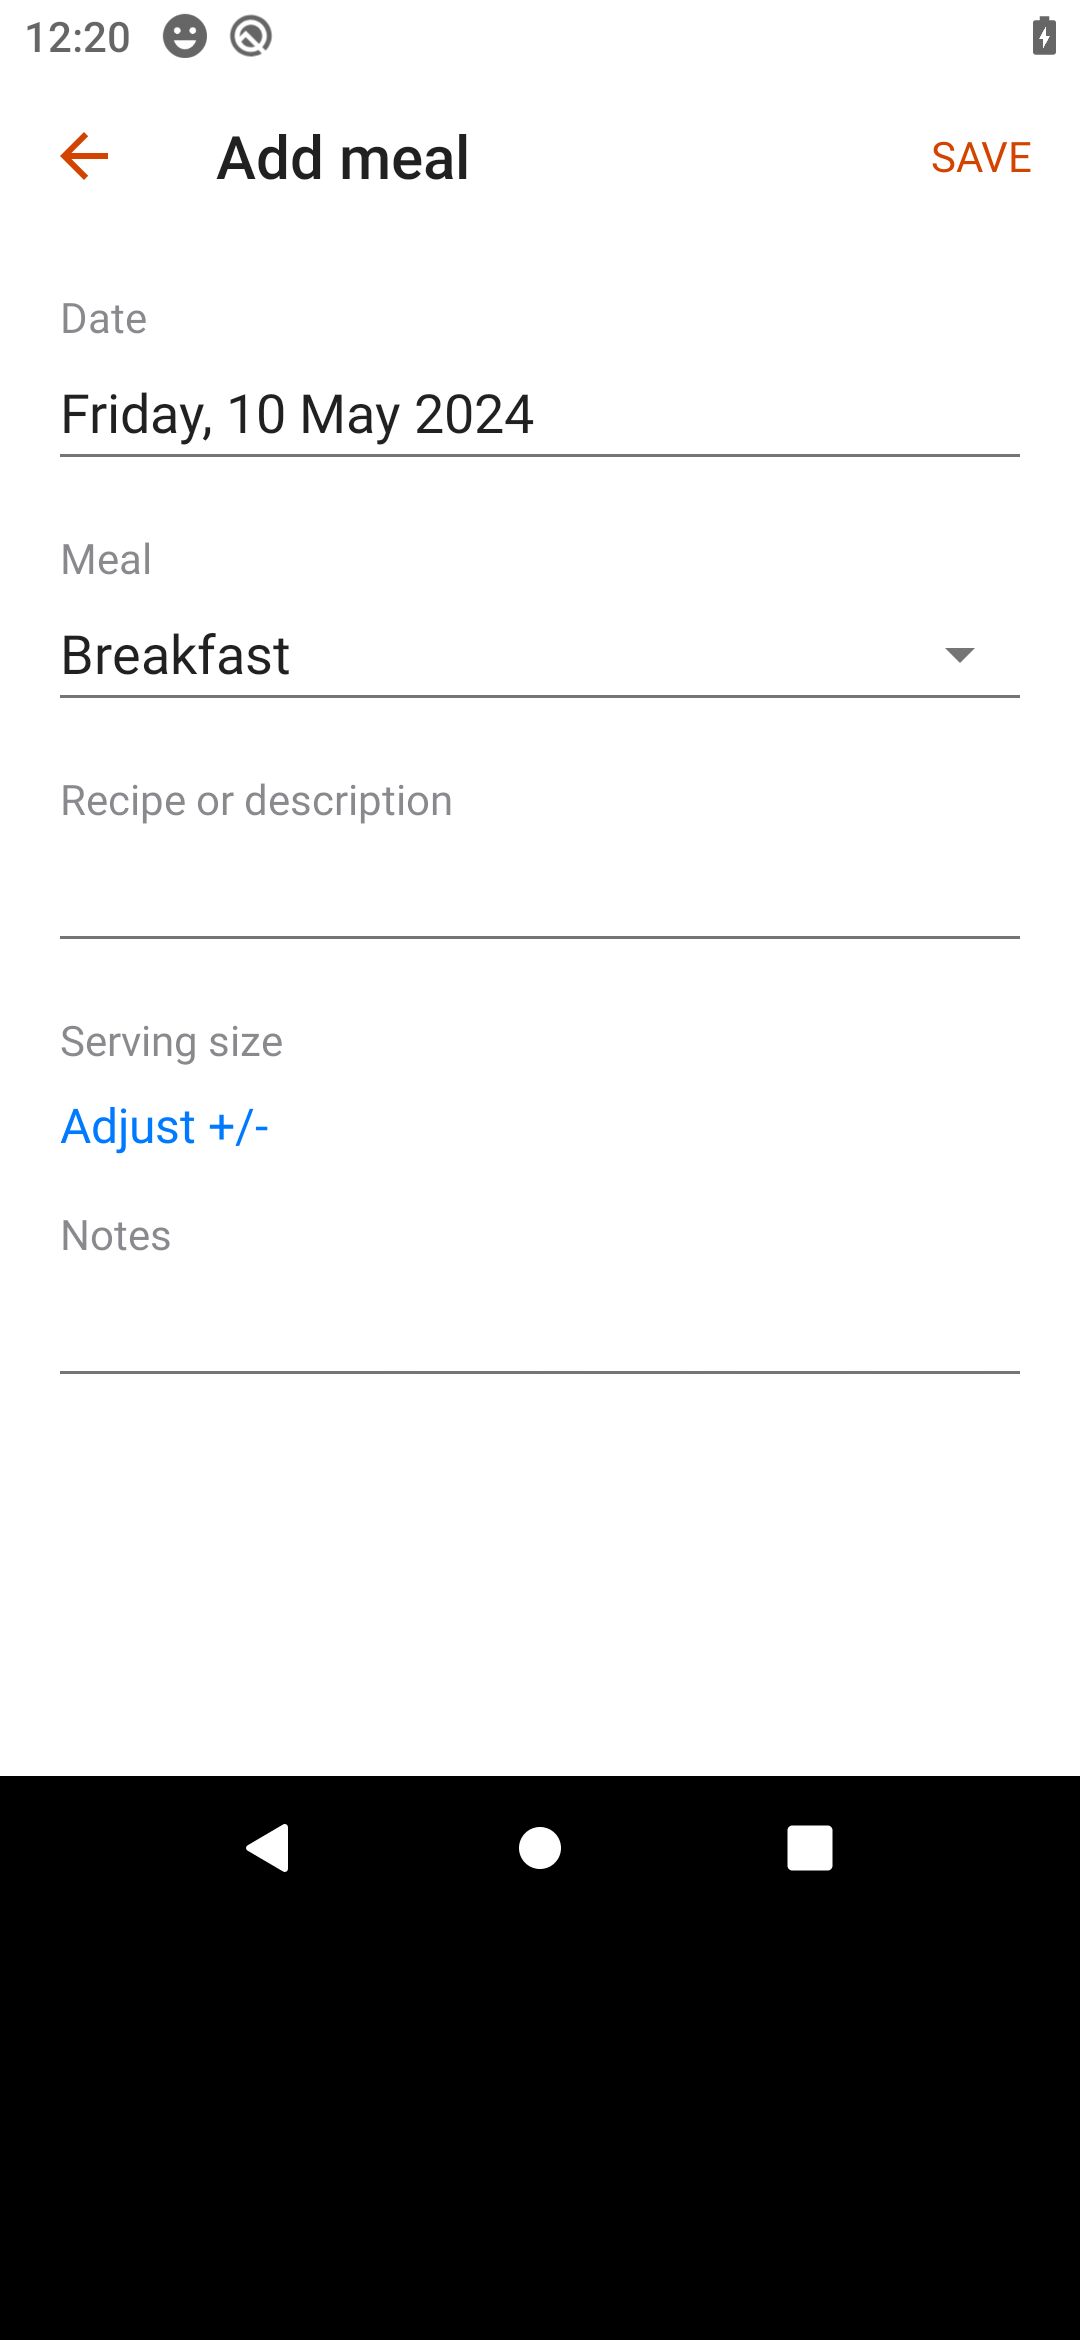 12:20
Add meal
SAVE
Date
Friday, 10 May 2024
Meal
Breakfast
Recipe or description
Serving size
Adjust +/-
Notes